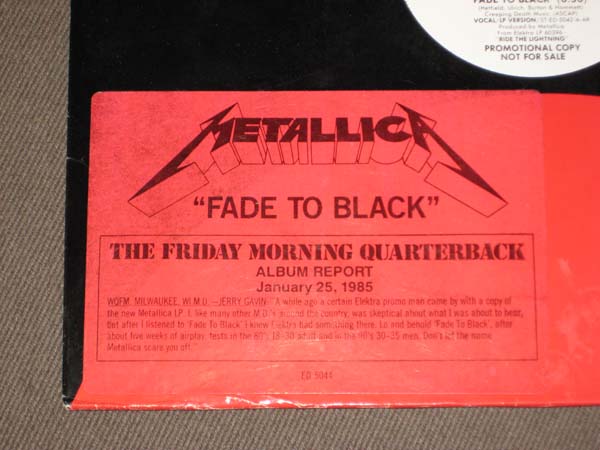 FADE TO BLACK" (6:50)
(Hetfield, Ulrich, Burton & Hammett)
Creeping Death Music, (ASCAP)
VOCAL/LP VERSION
Produced by Metallica
From Elektra LP 60396
"RIDE THE LIGHTNING"
PROMOTIONAL COPY
NOT FOR SALE
METALLICA
"FADE TO BLACK"
THE FRIDAY MORNING QUARTERBACK
ALBUM REPORT
January 25, 1985
WQFM, MILWAUKEE, WI M.D.—JERRY GAVIN "A while ago a certain Elektra promo man came by with a copy of
the new Metallica LP. I, like many other M.D.'s around the country, was skeptical about what I was about to hear,
but after I listened to 'Fade To Black' I knew Elektra had something there. Lo and behold 'Fade To Black', after
about five weeks of airplay, tests in the 80's 18-30 adult and in the 90's 30-35 men. Don't let the name
Metallica scare you off."
ED 5044